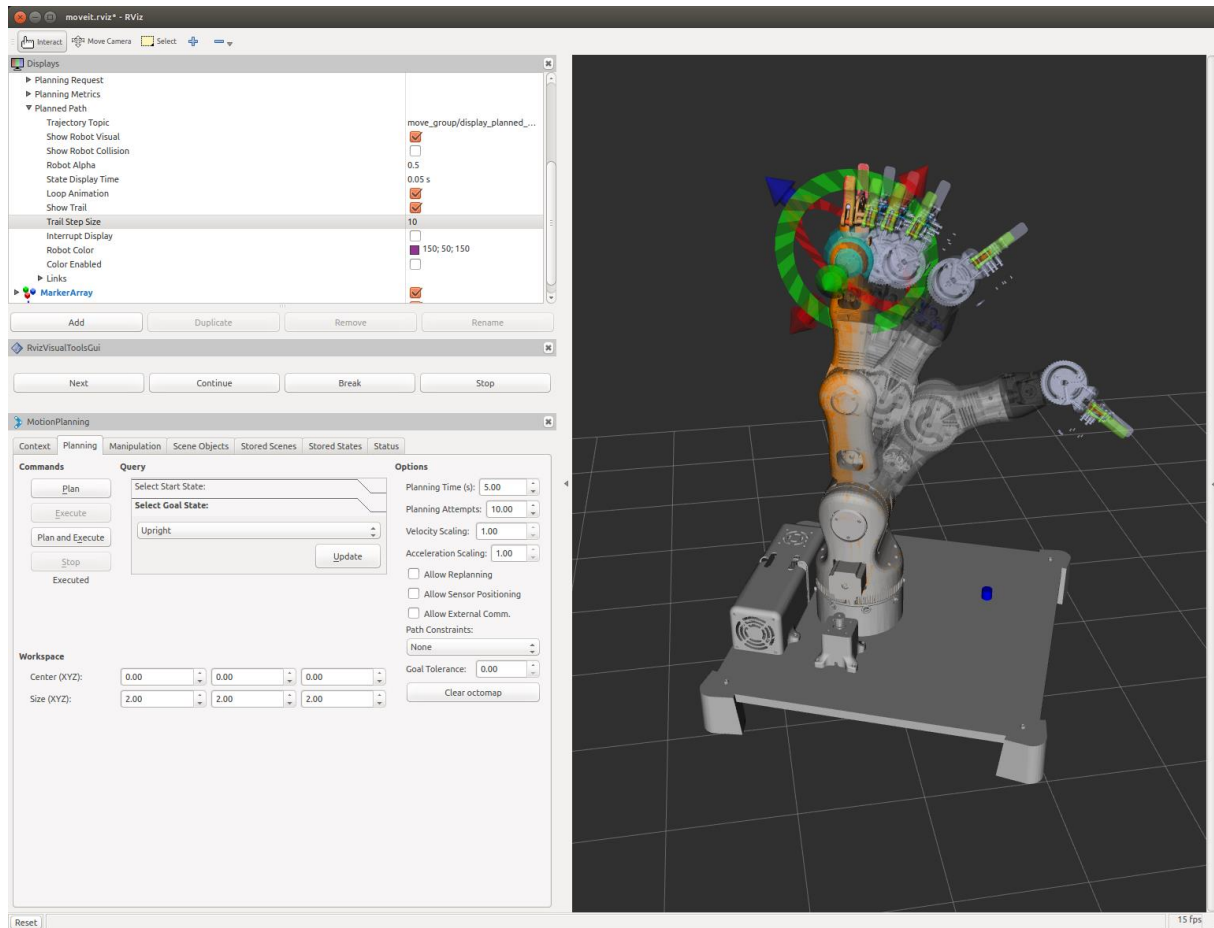 moveit.rviz* - RViz
Interact Move Camera Select
Displays
Planning Request
Planning Metrics
Planned Path
Trajectory Topic move_group/display_planned_...
Show Robot Visual
Show Robot Collision
Robot Alpha 0.5
State Display Time 0.05 s
Loop Animation
Show Trail
Trail Step Size 10
Interrupt Display
Robot Color 150; 50; 150
Color Enabled
Links
MarkerArray
Add Duplicate Remove Rename
RvizVisualToolsGui
Next Continue Break Stop
MotionPlanning
Context Planning Manipulation Scene Objects Stored Scenes Stored States Status
Commands Query Options
Plan Select Start State: Planning Time (s): 5.00
Execute Select Goal State: Planning Attempts: 10.00
Plan and Execute Upright Velocity Scaling: 1.00
Stop Update Acceleration Scaling: 1.00
Executed Allow Replanning
Allow Sensor Positioning
Allow External Comm.
Path Constraints:
None
Workspace
Center (XYZ): 0.00 0.00 0.00 Goal Tolerance: 0.00
Size (XYZ): 2.00 2.00 2.00 Clear octomap
Reset 15 fps